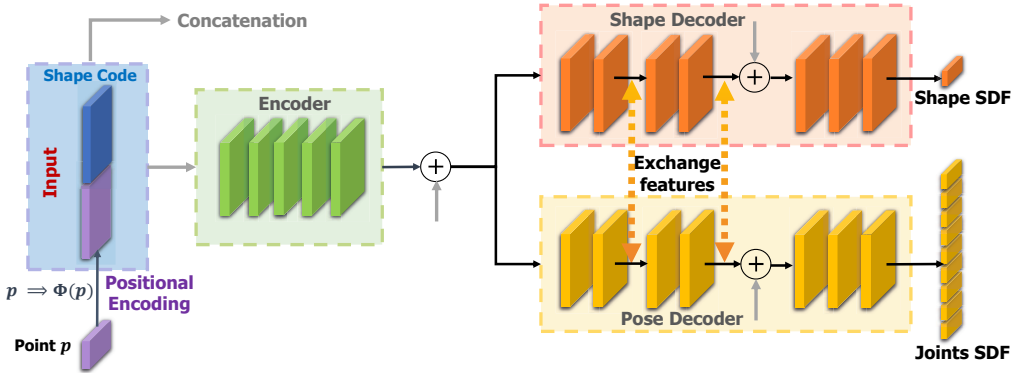 Concatenation
Shape Code
Input
Encoder
Shape Decoder
Shape SDF
Exchange
features
p ⟹ Φ(p)
Positional
Encoding
Point p
Pose Decoder
Joints SDF